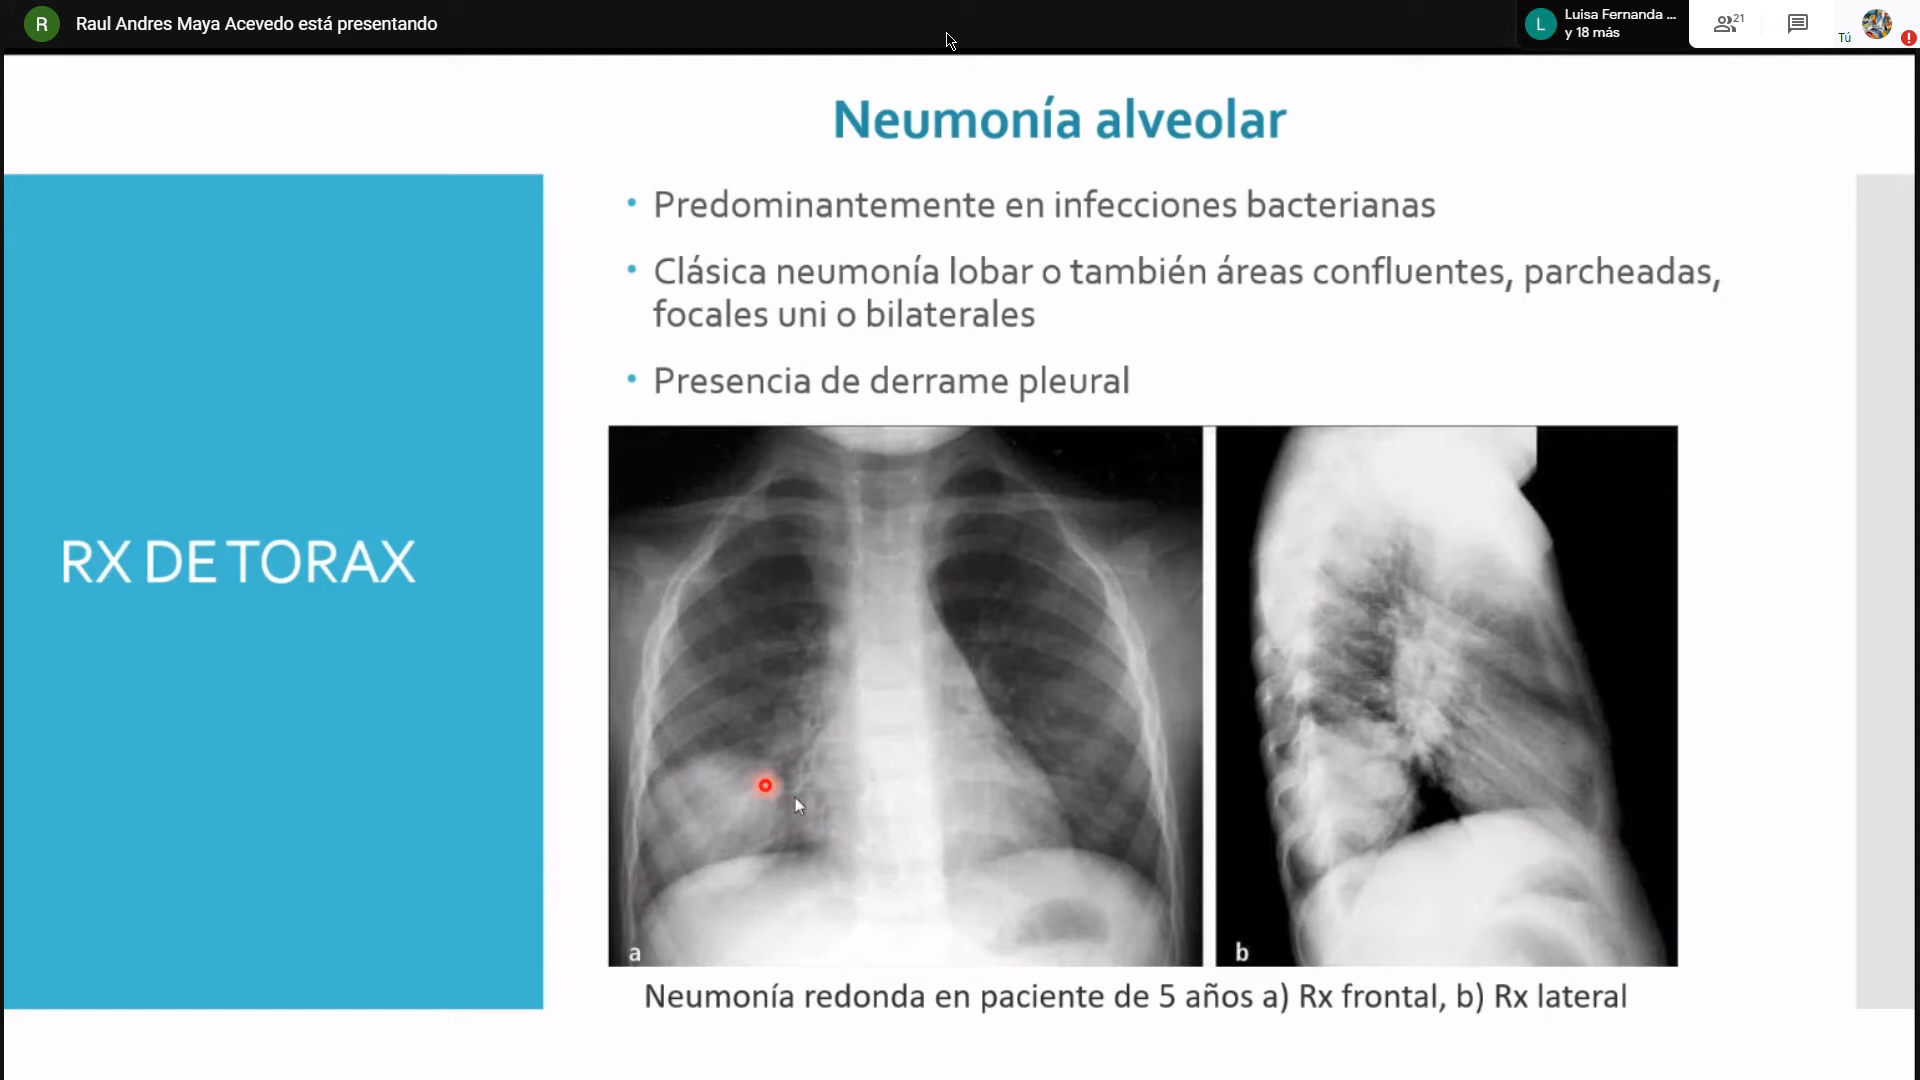 R
Raul Andres Maya Acevedo está presentando
L
Luisa Fernanda ...
y 18 más
21
Tú
Neumonía alveolar
• Predominantemente en infecciones bacterianas
• Clásica neumonía lobar o también áreas confluentes, parcheadas,
focales uni o bilaterales
• Presencia de derrame pleural
RX DE TORAX
a
b
Neumonía redonda en paciente de 5 años a) Rx frontal, b) Rx lateral